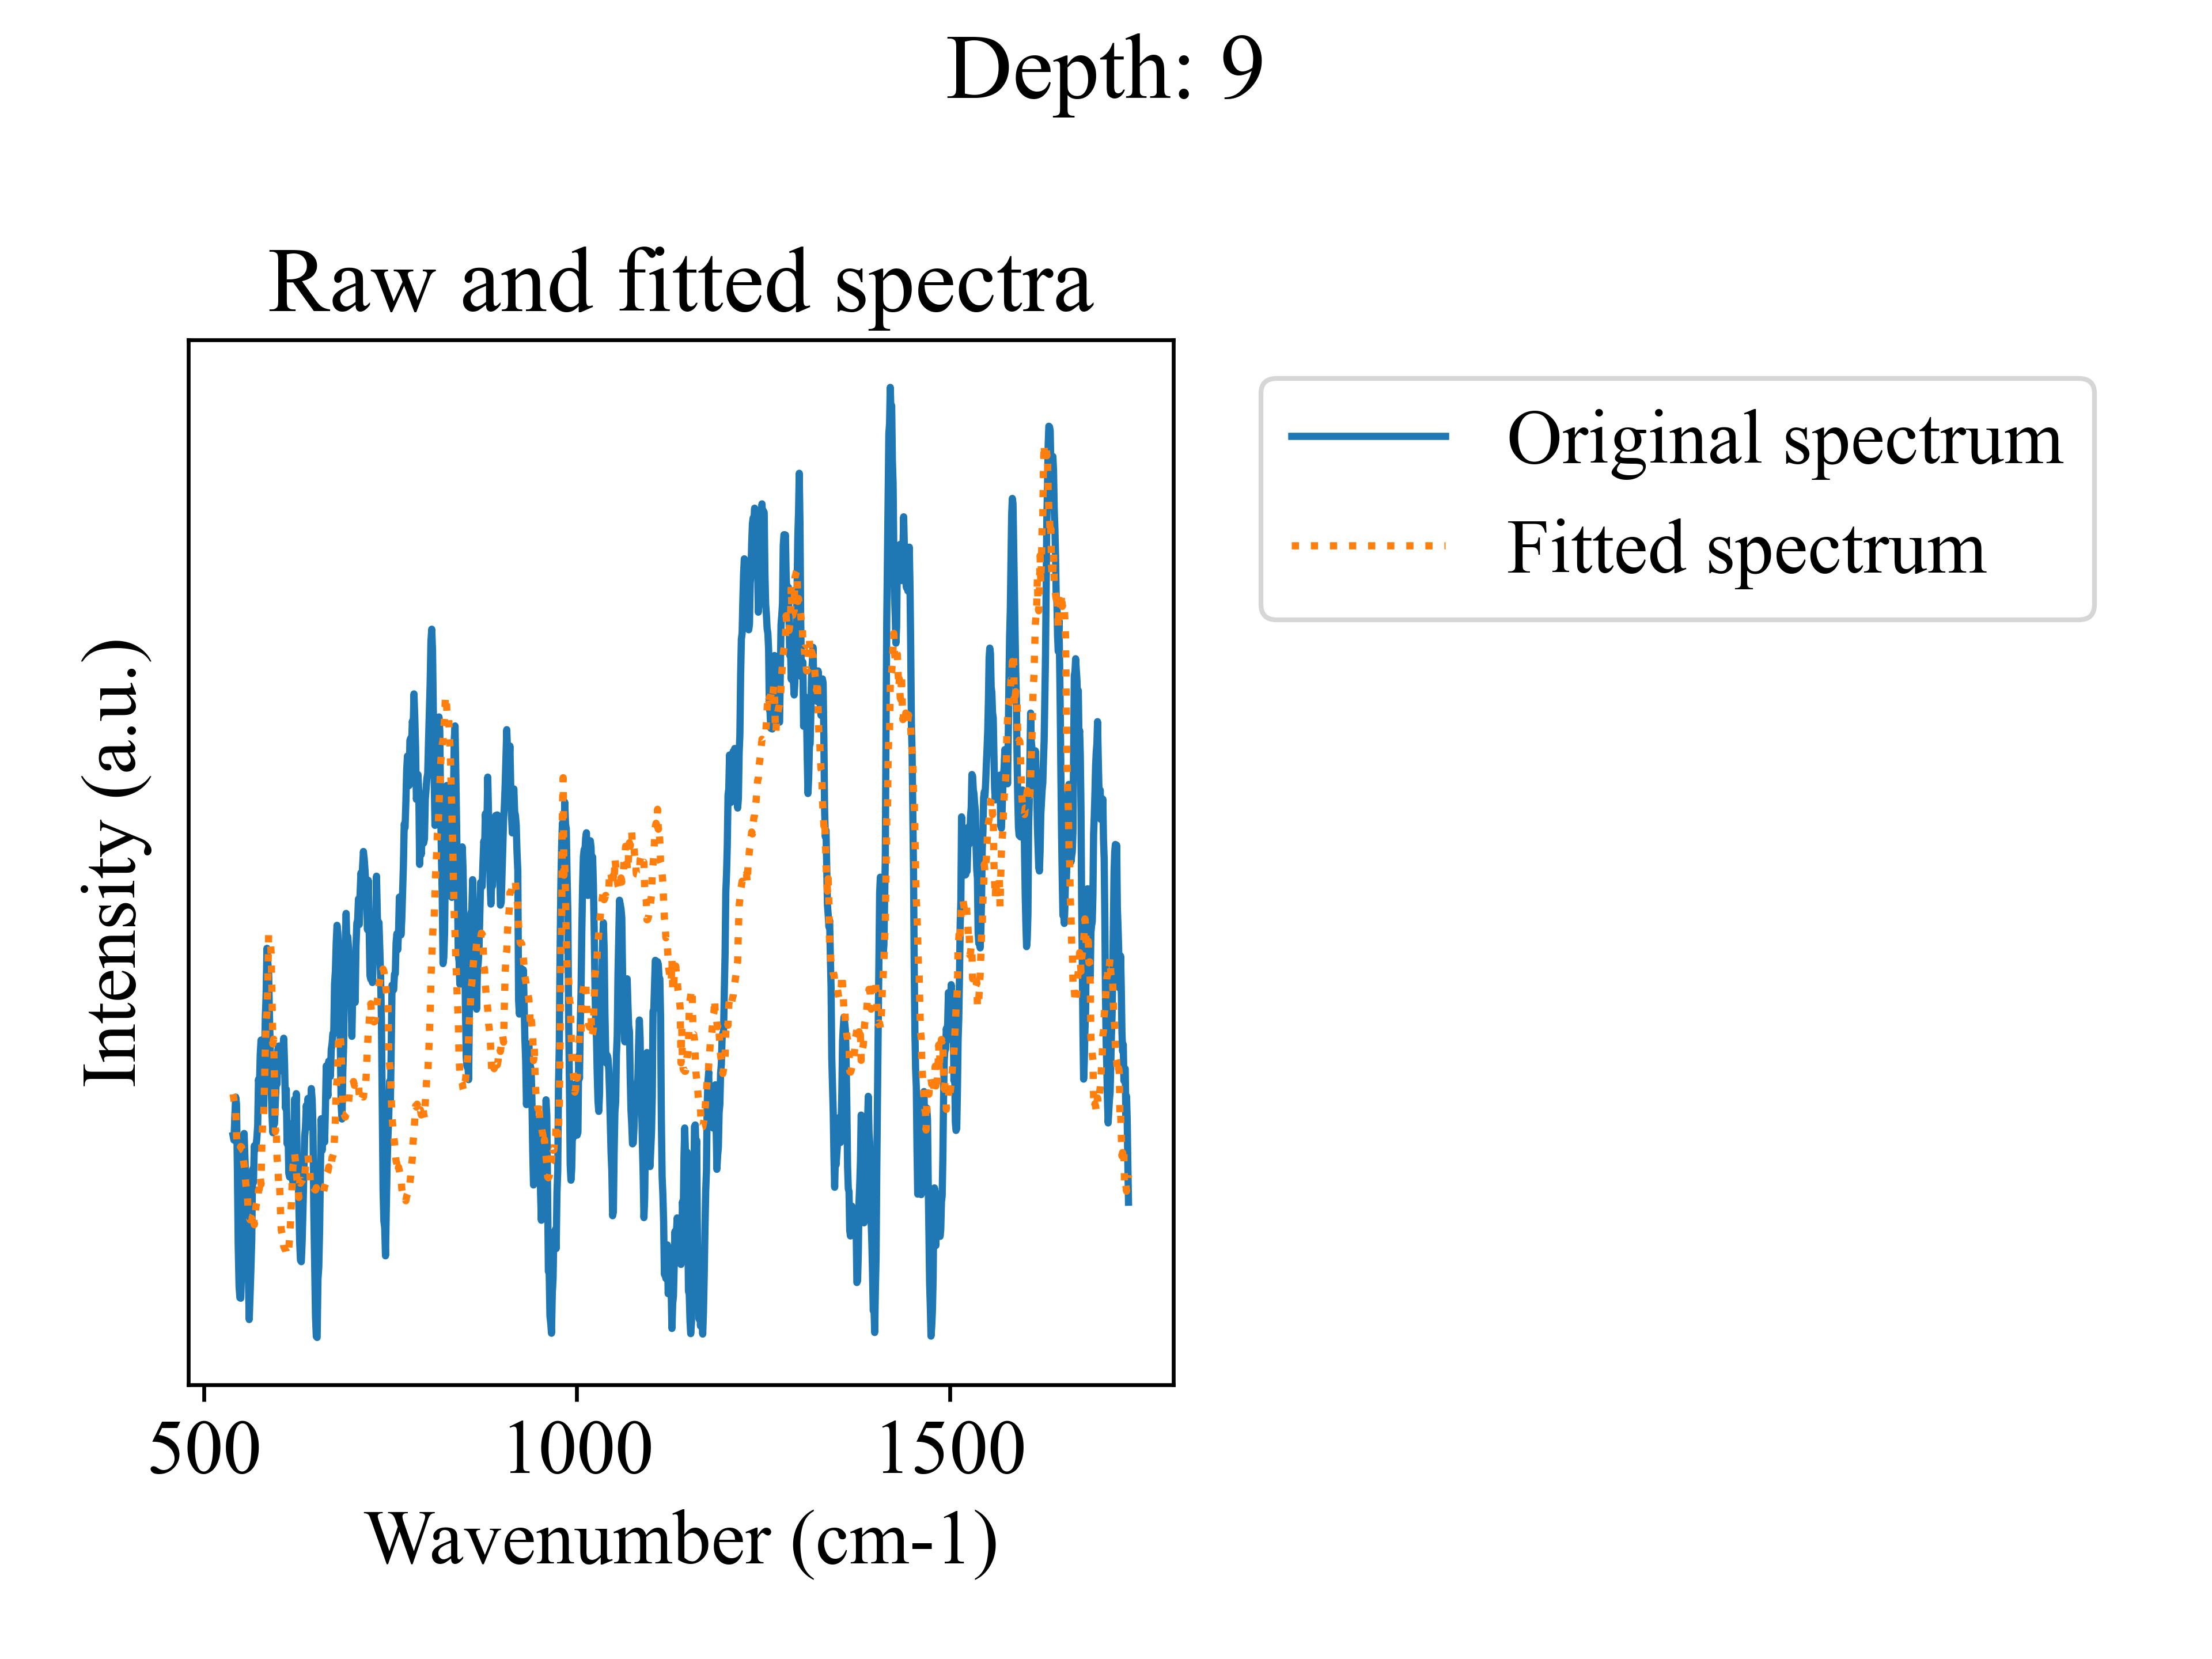 Depth: 9
Raw and fitted spectra
Original spectrum
Fitted spectrum
Intensity (a.u.)
500 1000 1500
Wavenumber (cm-1)